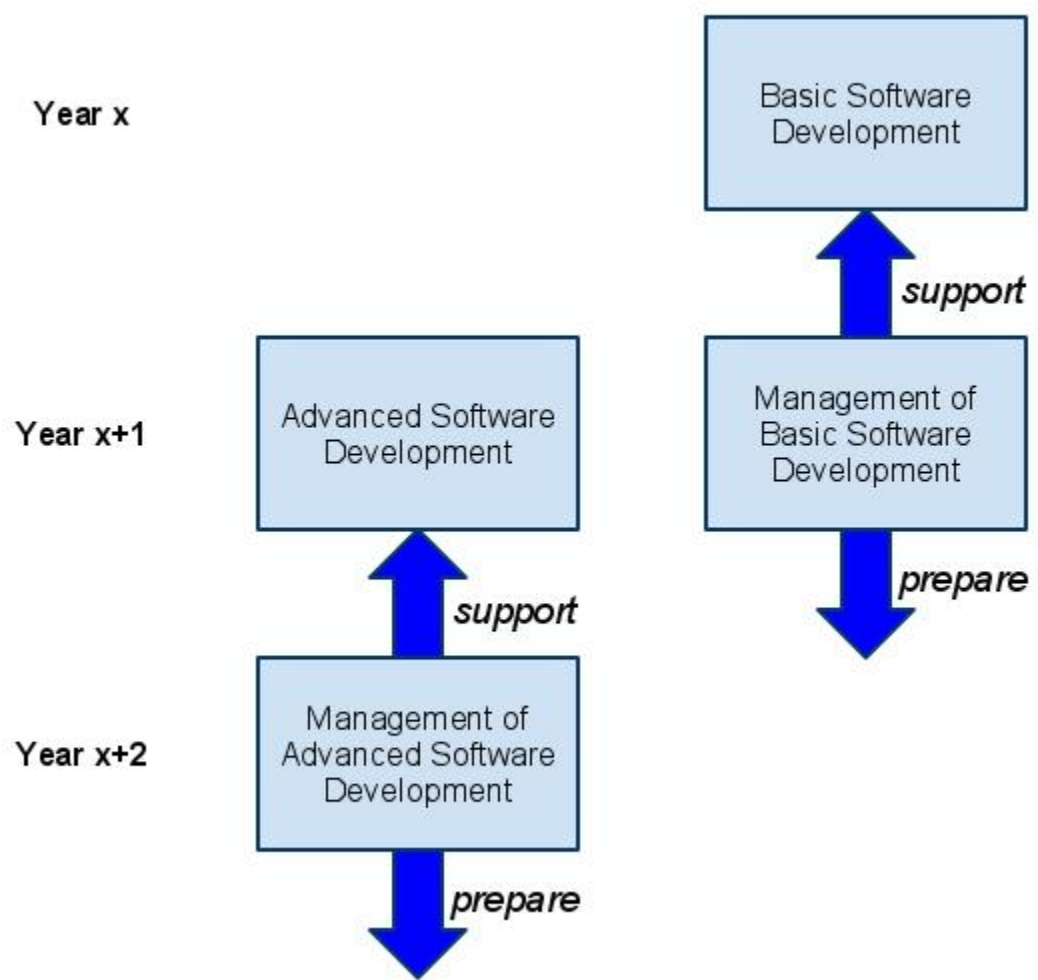 Year x
Basic Software
Development
support
Year x+1
Advanced Software
Development
Management of
Basic Software
Development
support
prepare
Year x+2
Management of
Advanced Software
Development
prepare